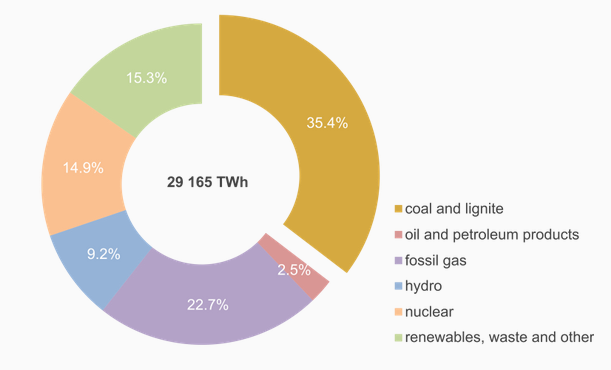 15.3%
35.4%
14.9%
29 165 TWh
9.2%
2.5%
22.7%
coal and lignite
oil and petroleum products
fossil gas
hydro
nuclear
renewables, waste and other